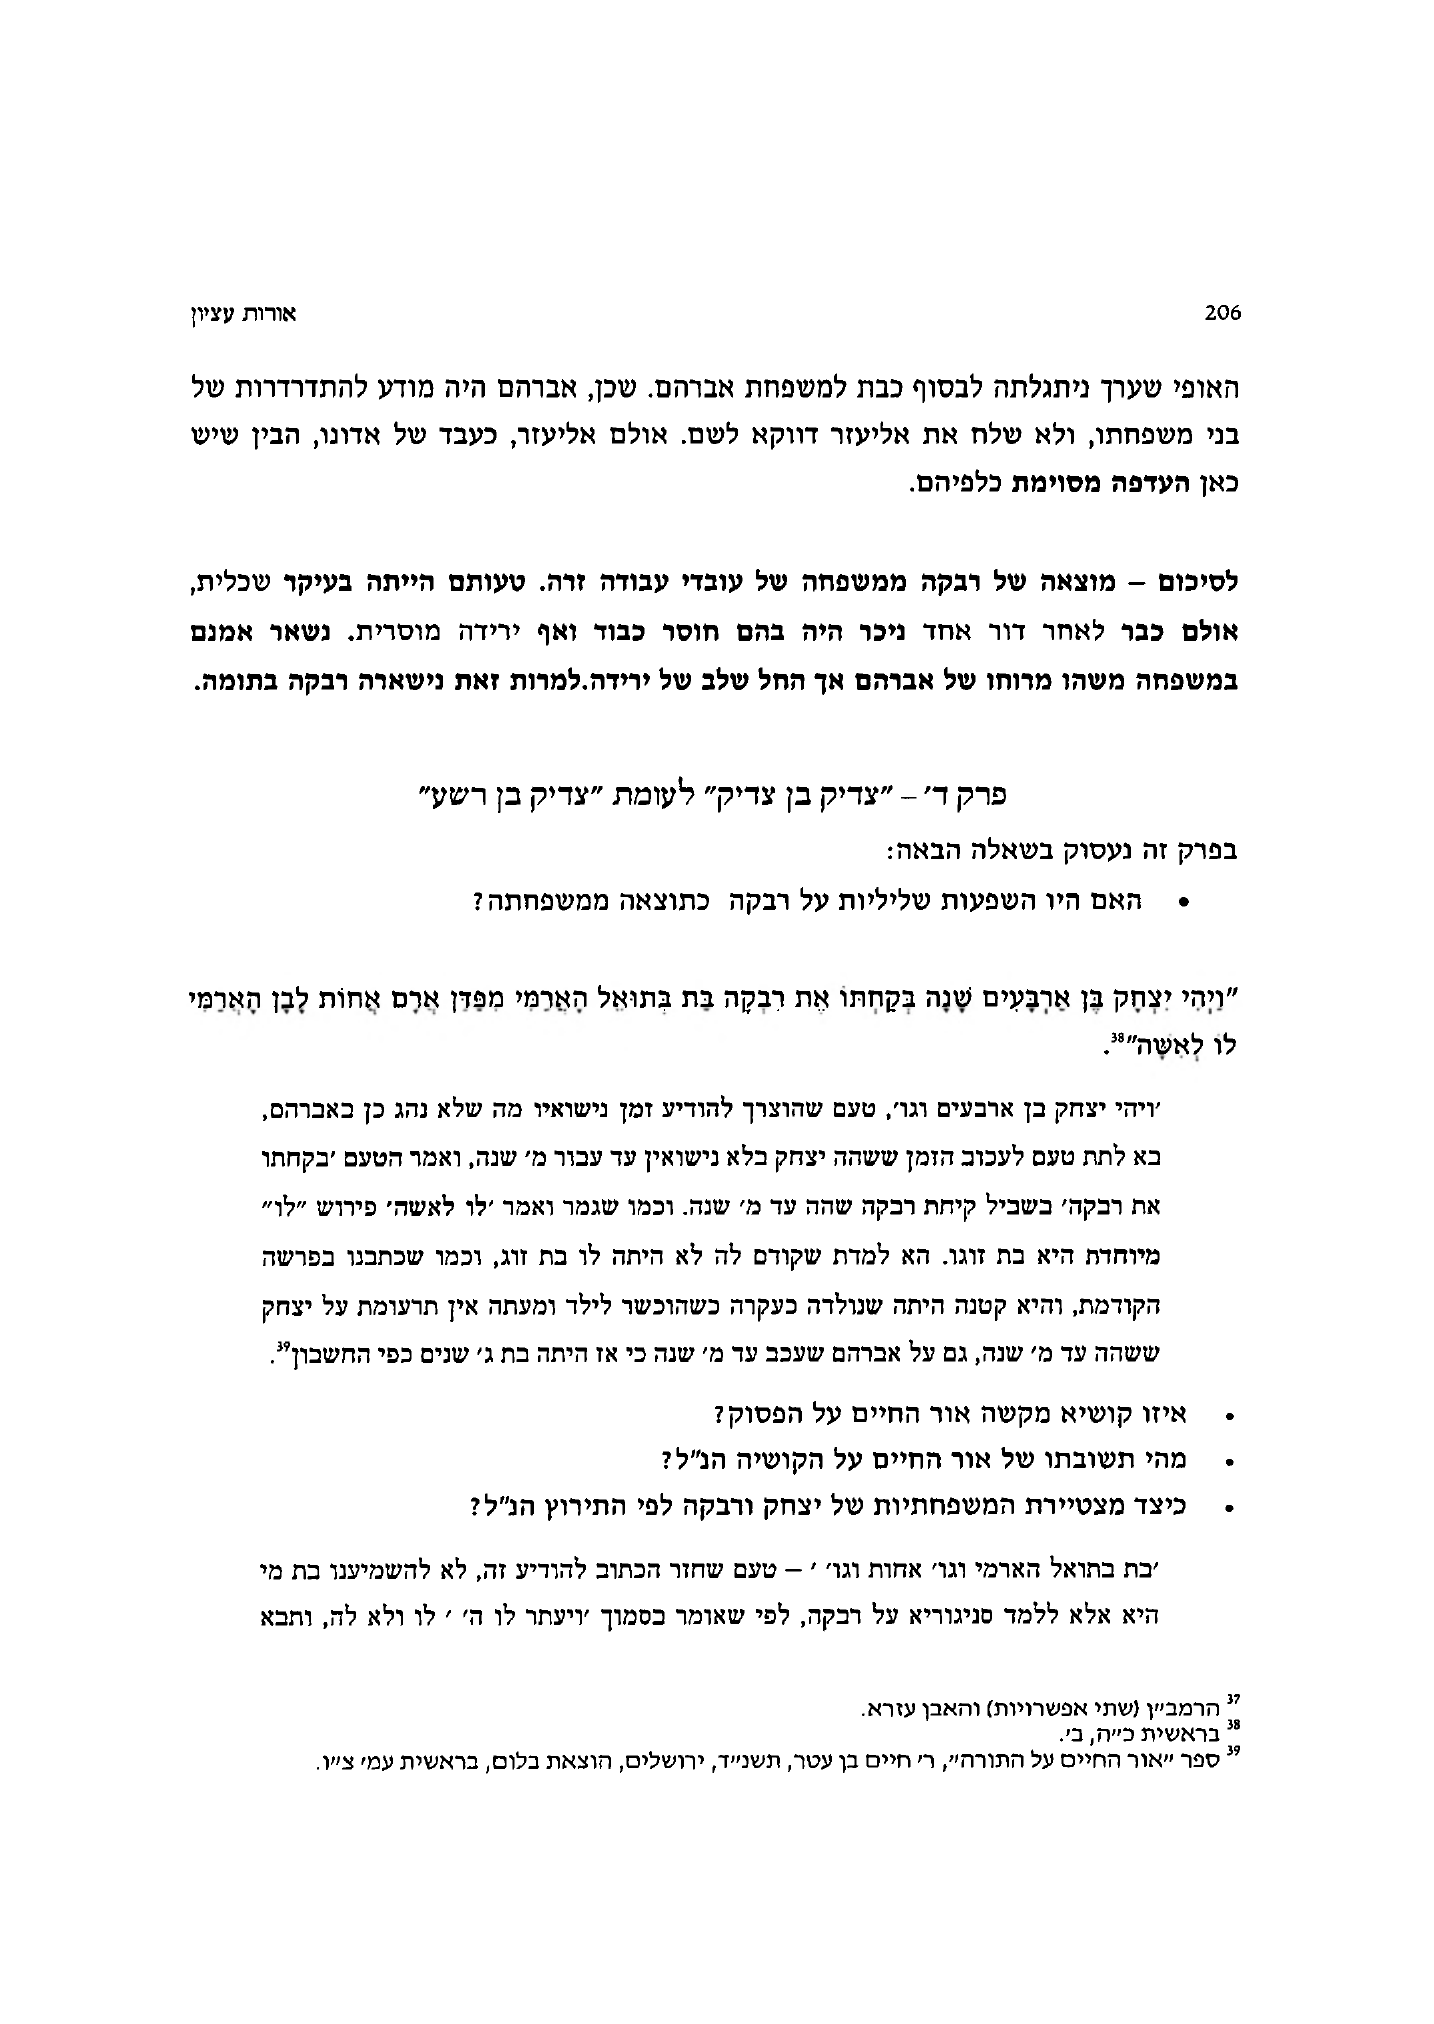 206
אורות עציון
האופי שערך ניתגלתה לבסוף כבת למשפחת אברהם. שכן, אברהם היה מודע להתדרדרות של
בני משפחתו, ולא שלח את אליעזר דווקא לשם. אולם אליעזר, כעבד של אדונו, הבין שיש
כאן העדפה מסוימת כלפיהם.
לסיכום – מוצאה של רבקה ממשפחה של עובדי עבודה זרה. טעותם הייתה בעיקר שכלית,
אולם כבר לאחר דור אחד ניכר היה בהם חוסר כבוד ואף ירידה מוסרית. נשאר אמנם
במשפחה משהו מרוחו של אברהם אך החל שלב של ירידה.למרות זאת נישארה רבקה בתומה.
פרק ד' – "צדיק בן צדיק" לעומת "צדיק בן רשע"
בפרק זה נעסוק בשאלה הבאה:
• האם היו השפעות שליליות על רבקה כתוצאה ממשפחתה?
"וַיְהִי יִצְחָק בֶּן אַרְבָּעִים שָׁנָה בְּקַחְתּוֹ אֶת רִבְקָה בַּת בְּתוּאֵל הָאֲרַמִּי מִפַּדַּן אֲרָם אֲחוֹת לָבָן הָאֲרַמִּי
לוֹ לְאִשָּׁה"³⁸.
'ויהי יצחק בן ארבעים וגו', טעם שהוצרך להודיע זמן נישואיו מה שלא נהג כן באברהם,
בא לתת טעם לעכוב הזמן ששהה יצחק בלא נישואין עד עבור מ' שנה, ואמר הטעם 'בקחתו
את רבקה' בשביל קיחת רבקה שהה עד מ' שנה. וכמו שגמר ואמר 'לו לאשה' פירוש "לו"
מיוחדת היא בת זוגו. הא למדת שקודם לה לא היתה לו בת זוג, וכמו שכתבנו בפרשה
הקודמת, והיא קטנה היתה שנולדה כעקרה כשהוכשר לילד ומעתה אין תרעומת על יצחק
ששהה עד מ' שנה, גם על אברהם שעכב עד מ' שנה כי אז היתה בת ג' שנים כפי החשבון³⁹.
• איזו קושיא מקשה אור החיים על הפסוק?
• מהי תשובתו של אור החיים על הקושיה הנ"ל?
• כיצד מצטיירת המשפחתיות של יצחק ורבקה לפי התירוץ הנ"ל?
'בת בתואל הארמי וגו' אחות וגו' ' – טעם שחזר הכתוב להודיע זה, לא להשמיענו בת מי
היא אלא ללמד סניגוריא על רבקה, לפי שאומר בסמוך 'ויעתר לו ה' ' לו ולא לה, ותבא
³⁷ הרמב"ן (שתי אפשרויות) והאבן עזרא.
³⁸ בראשית כ"ה, ב'.
³⁹ ספר "אור החיים על התורה", ר' חיים בן עטר, תשנ"ד, ירושלים, הוצאת בלום, בראשית עמ' צ"ו.